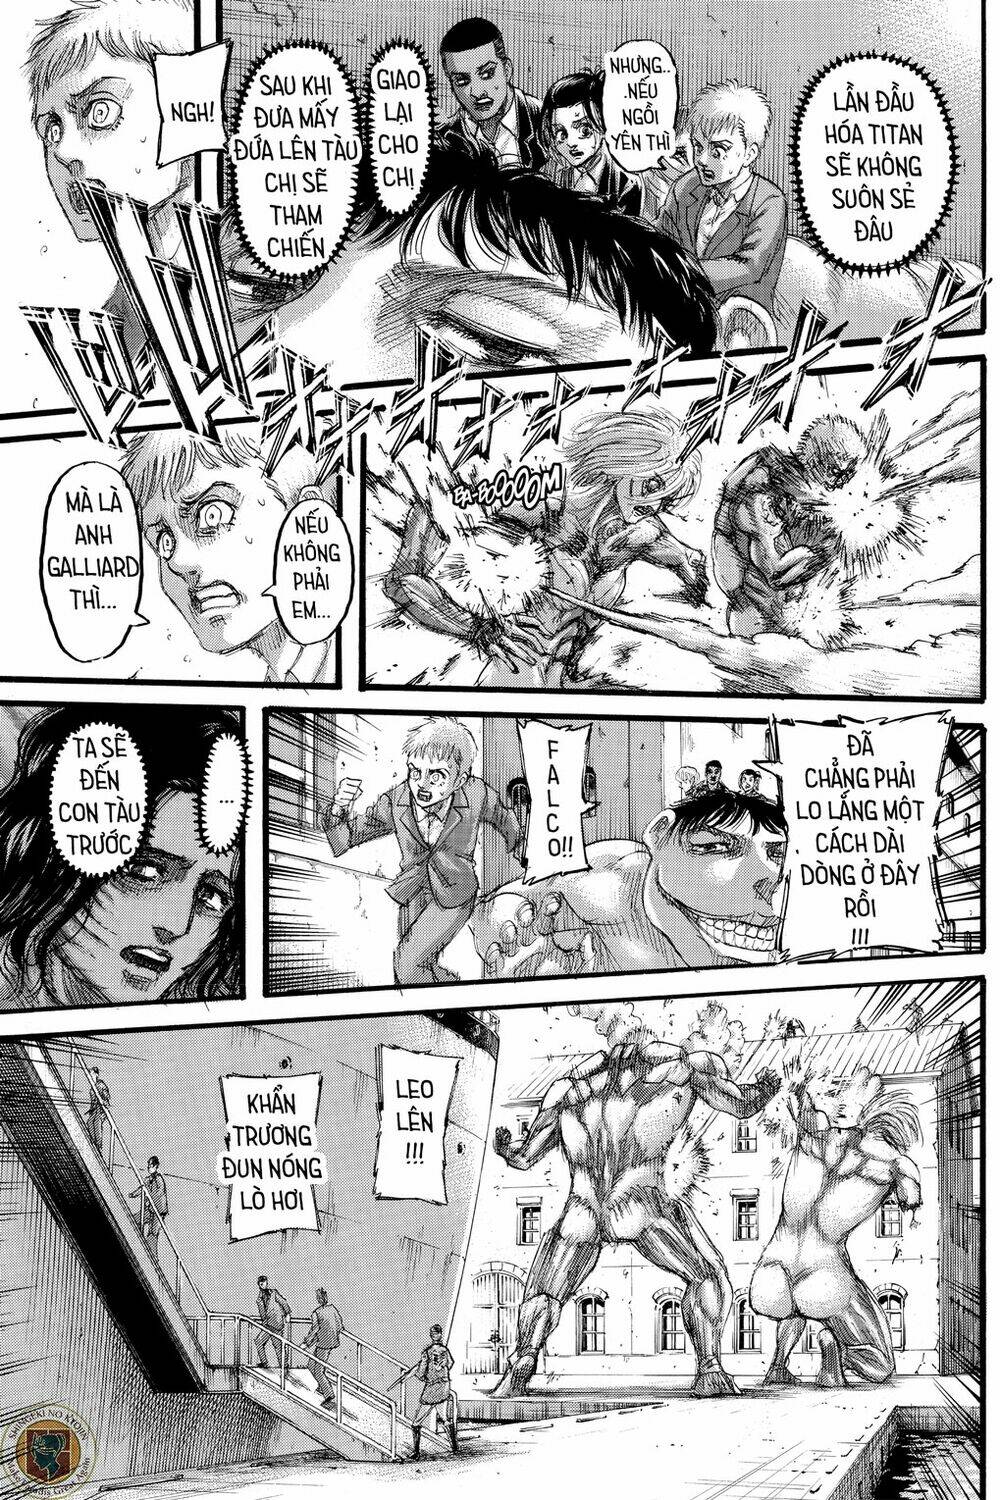 LẦN ĐẦU
HÓA TITAN
SẼ KHÔNG
SUÔN SẺ
ĐÂU
NHƯNG..
.NẾU
NGỒI
YÊN THÌ
GIAO
LẠI
CHO
CHỊ
SAU KHI
ĐƯA MẤY
ĐỨA LÊN TÀU
CHỊ SẼ
THAM
CHIẾN
NGH!
BA-BOOOOM
NẾU
KHÔNG
PHẢI
EM...
MÀ LÀ
ANH
GALLIARD
THÌ...
ĐÃ
CHẲNG PHẢI
LO LẮNG MỘT
CÁCH DÀI
DÒNG Ở ĐÂY
RỒI
!!!
FALCO!!
...
TA SẼ
ĐẾN
CON TÀU
TRƯỚC
LEO
LÊN
!!!
KHẨN
TRƯƠNG
ĐUN NÓNG
LÒ HƠI
SHINGEKI NO KYOJIN